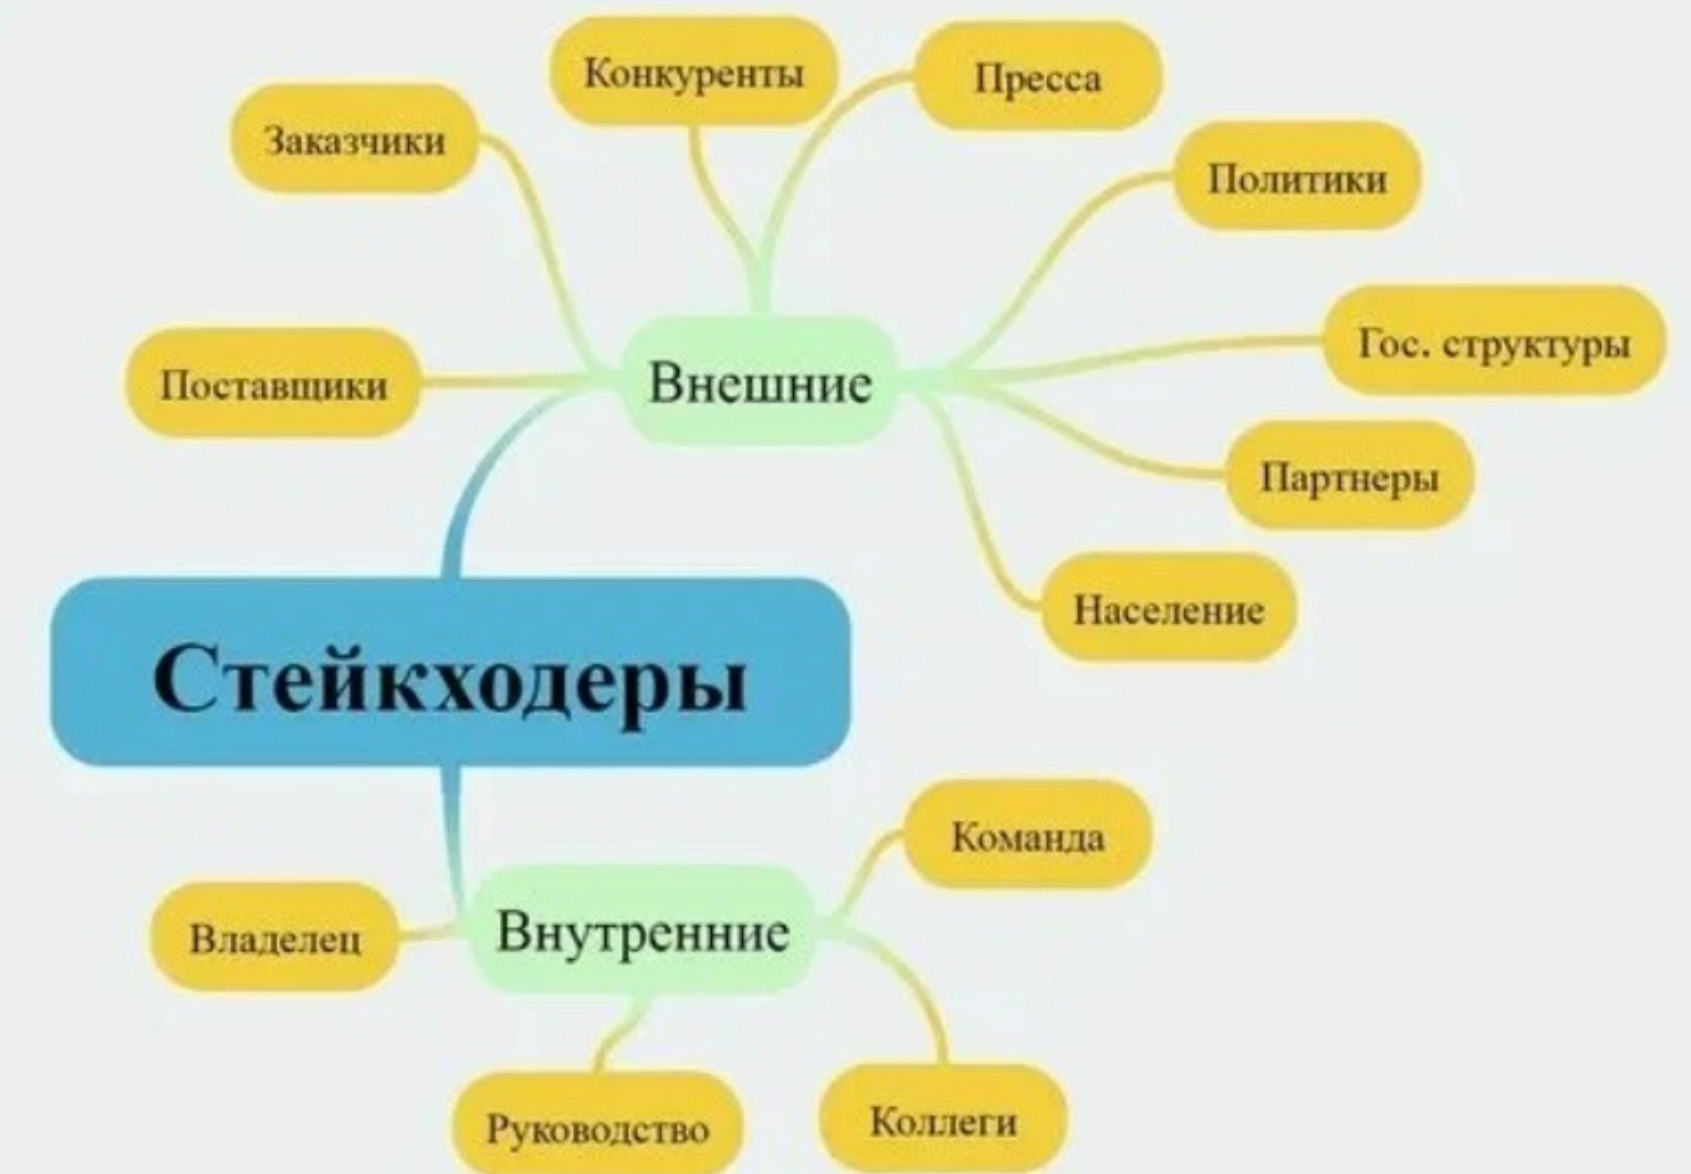 Конкуренты
Пресса
Заказчики
Политики
Гос. структуры
Поставщики
Внешние
Партнеры
Население
Стейкходеры
Команда
Владелец
Внутренние
Руководство
Коллеги